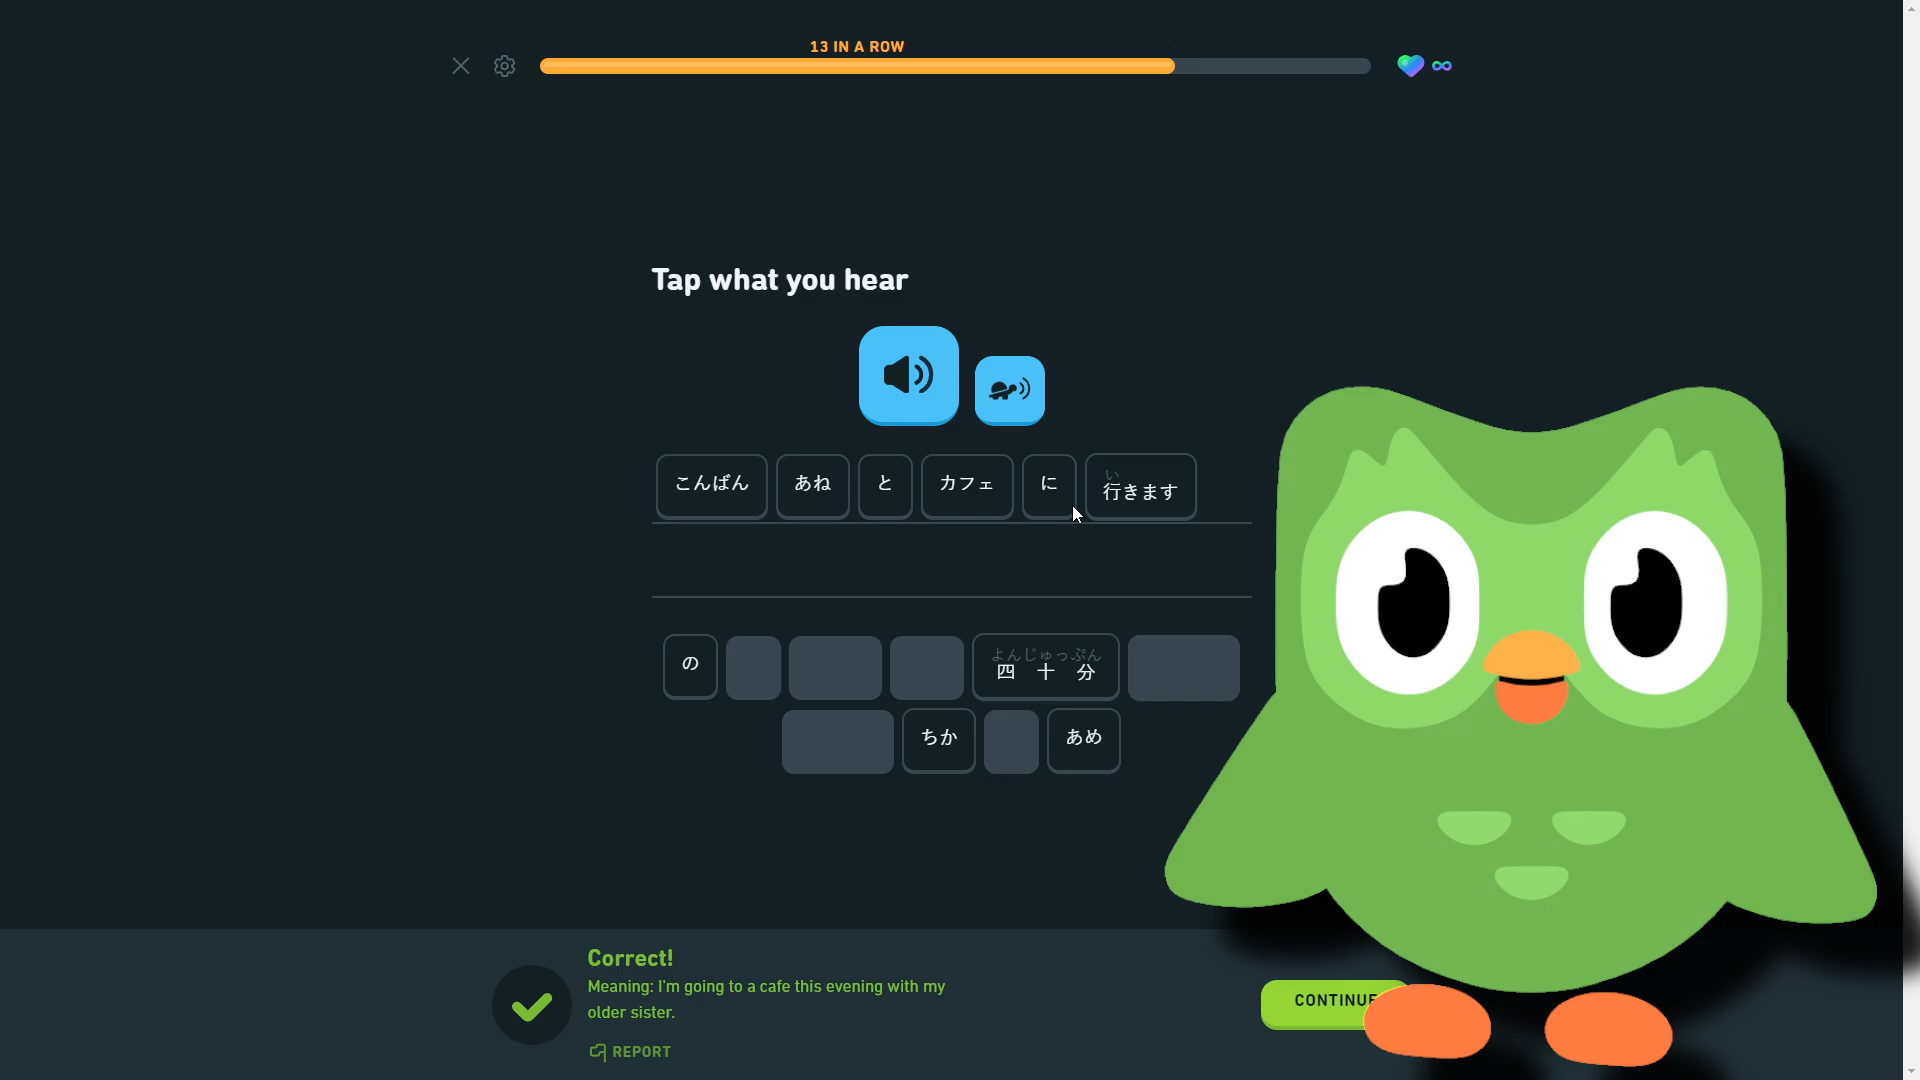 13 IN A ROW
Tap what you hear
こんばん あね と カフェ に 行きます
い
の 四十分
よんじゅっぷん
ちか あめ
Correct!
Meaning: I'm going to a cafe this evening with my
older sister.
CONTINUE
REPORT